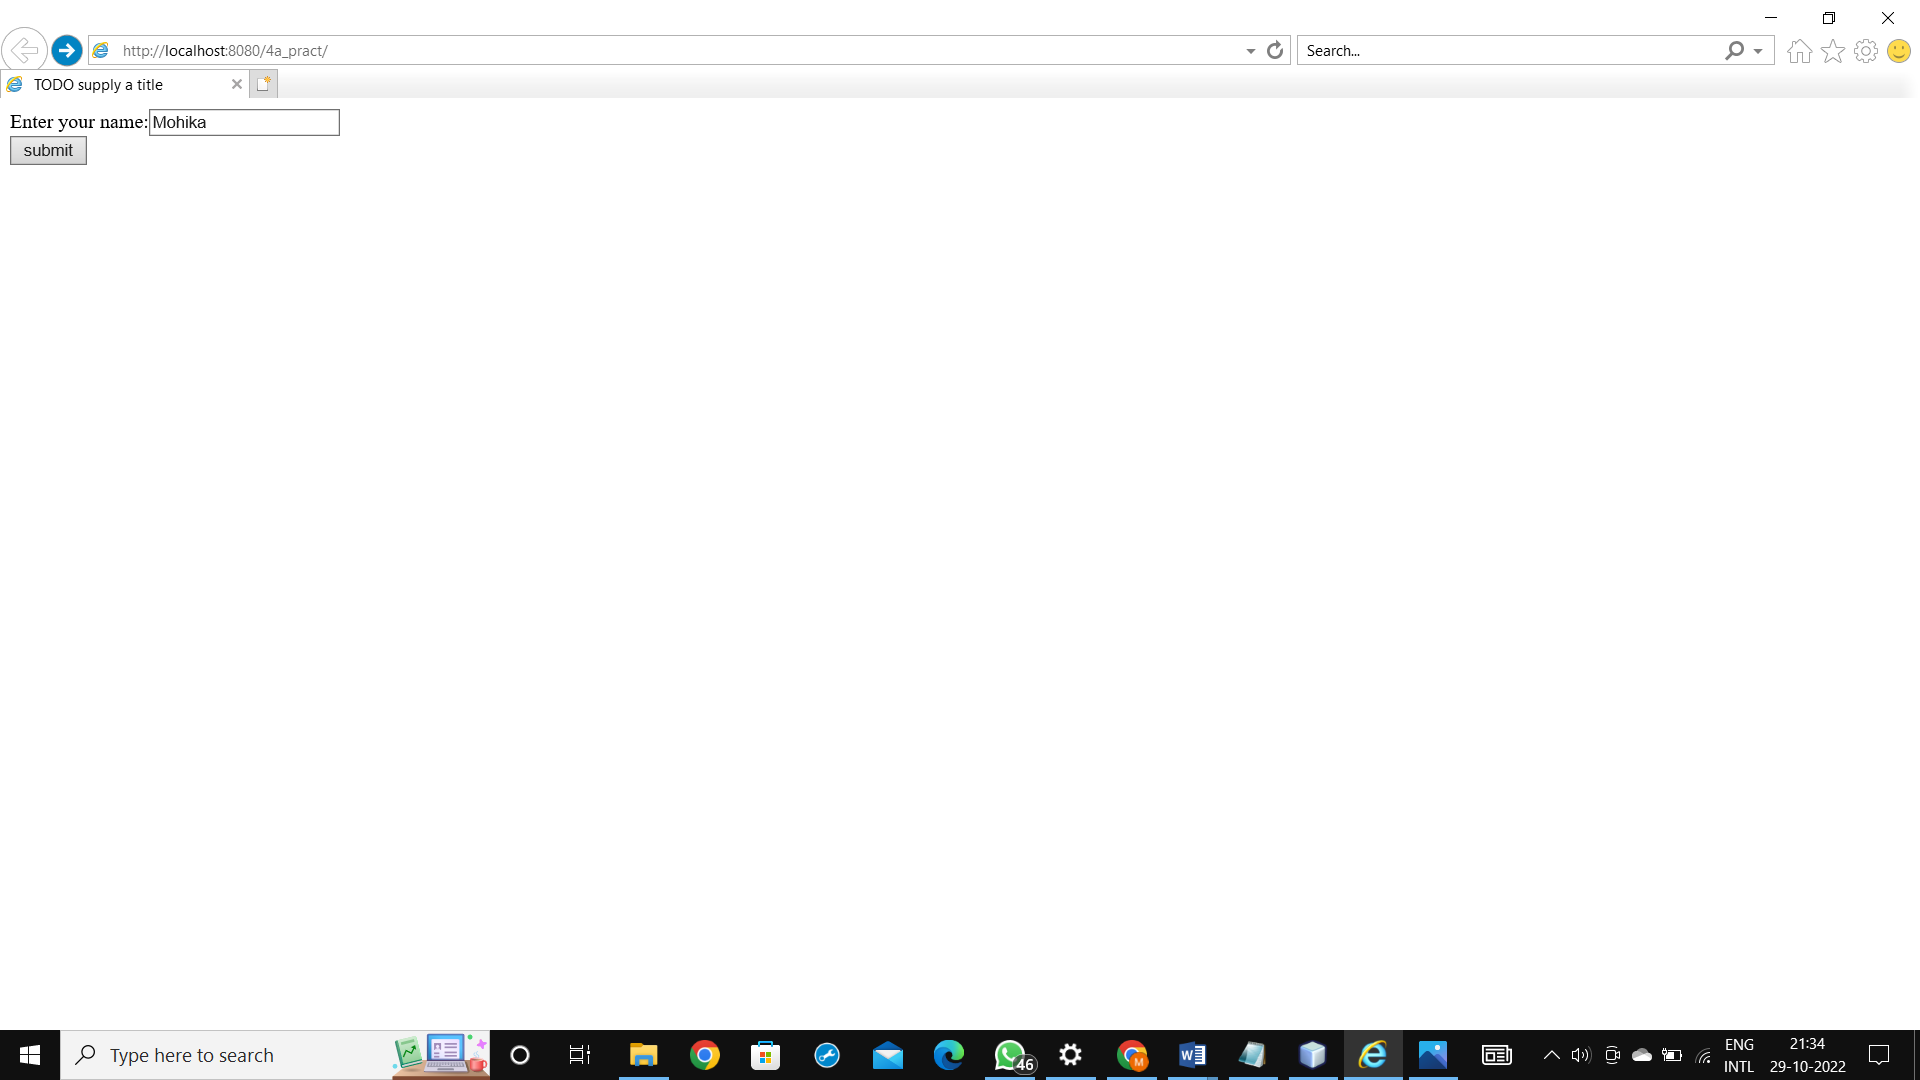 http://localhost:8080/4a_pract/
Search...
TODO supply a title
Enter your name: Mohika
submit
Type here to search
46
M
W
ENG
INTL
21:34
29-10-2022